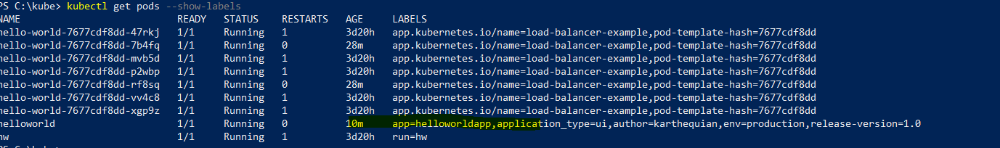 PS C:\kube> kubectl get pods --show-labels
NAME READY STATUS RESTARTS AGE LABELS
hello-world-7677cdf8dd-47rkj 1/1 Running 1 3d20h app.kubernetes.io/name=load-balancer-example,pod-template-hash=7677cdf8dd
hello-world-7677cdf8dd-7b4fq 1/1 Running 0 28m app.kubernetes.io/name=load-balancer-example,pod-template-hash=7677cdf8dd
hello-world-7677cdf8dd-mvb5d 1/1 Running 1 3d20h app.kubernetes.io/name=load-balancer-example,pod-template-hash=7677cdf8dd
hello-world-7677cdf8dd-p2wbp 1/1 Running 1 3d20h app.kubernetes.io/name=load-balancer-example,pod-template-hash=7677cdf8dd
hello-world-7677cdf8dd-rf8sq 1/1 Running 0 28m app.kubernetes.io/name=load-balancer-example,pod-template-hash=7677cdf8dd
hello-world-7677cdf8dd-vv4c8 1/1 Running 1 3d20h app.kubernetes.io/name=load-balancer-example,pod-template-hash=7677cdf8dd
hello-world-7677cdf8dd-xgp9z 1/1 Running 1 3d20h app.kubernetes.io/name=load-balancer-example,pod-template-hash=7677cdf8dd
helloworld 1/1 Running 0 10m app=helloworldapp,application_type=ui,author=karthequian,env=production,release-version=1.0
hw 1/1 Running 1 3d20h run=hw
PS C:\kube>